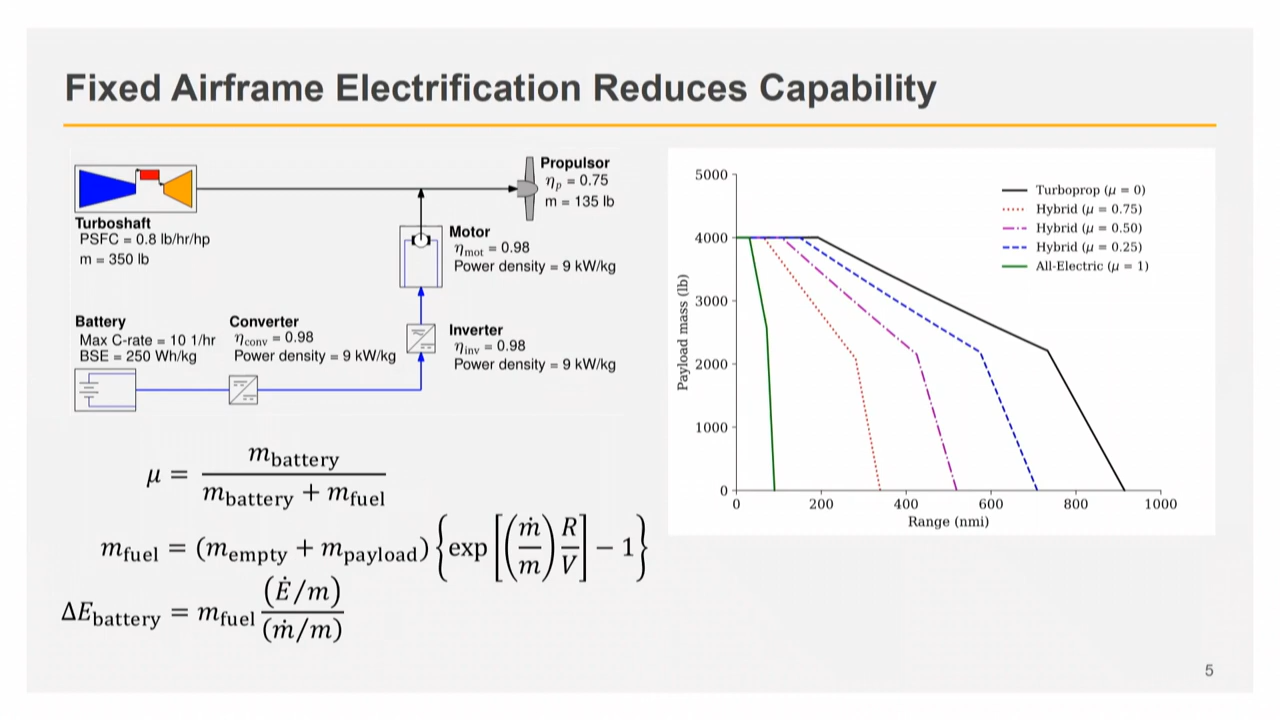 Fixed Airframe Electrification Reduces Capability
Propulsor
ηp = 0.75
m = 135 lb
Turboshaft
PSFC = 0.8 lb/hr/hp
m = 350 lb
Motor
ηmot = 0.98
Power density = 9 kW/kg
Battery
Max C-rate = 10 1/hr
BSE = 250 Wh/kg
Converter
ηconv = 0.98
Power density = 9 kW/kg
Inverter
ηinv = 0.98
Power density = 9 kW/kg
μ = m_battery / (m_battery + m_fuel)
m_fuel = (m_empty + m_payload) {exp [(ṁ/m) R/V] − 1}
ΔE_battery = m_fuel (Ė/m) / (ṁ/m)
5000
4000
3000
2000
1000
0
Payload mass (lb)
0 200 400 600 800 1000
Range (nmi)
Turboprop (μ = 0)
Hybrid (μ = 0.75)
Hybrid (μ = 0.50)
Hybrid (μ = 0.25)
All-Electric (μ = 1)
5